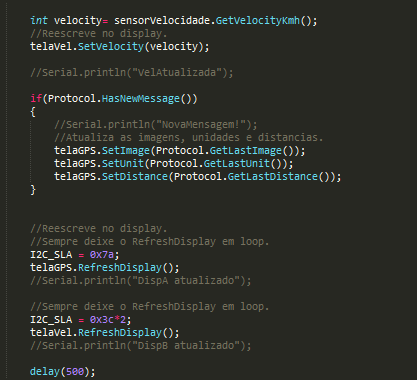 int velocity= sensorVelocidade.GetVelocityKmh();
//Reescreve no display.
telaVel.SetVelocity(velocity);
//Serial.println("VelAtualizada");
if(Protocol.HasNewMessage())
{
//Serial.println("NovaMensagem!");
//Atualiza as imagens, unidades e distancias.
telaGPS.SetImage(Protocol.GetLastImage());
telaGPS.SetUnit(Protocol.GetLastUnit());
telaGPS.SetDistance(Protocol.GetLastDistance());
}
//Reescreve no display.
//Sempre deixe o RefreshDisplay em loop.
I2C_SLA = 0x7a;
telaGPS.RefreshDisplay();
//Serial.println("DispA atualizado");
//Sempre deixe o RefreshDisplay em loop.
I2C_SLA = 0x3c*2;
telaVel.RefreshDisplay();
//Serial.println("DispB atualizado");
delay(500);